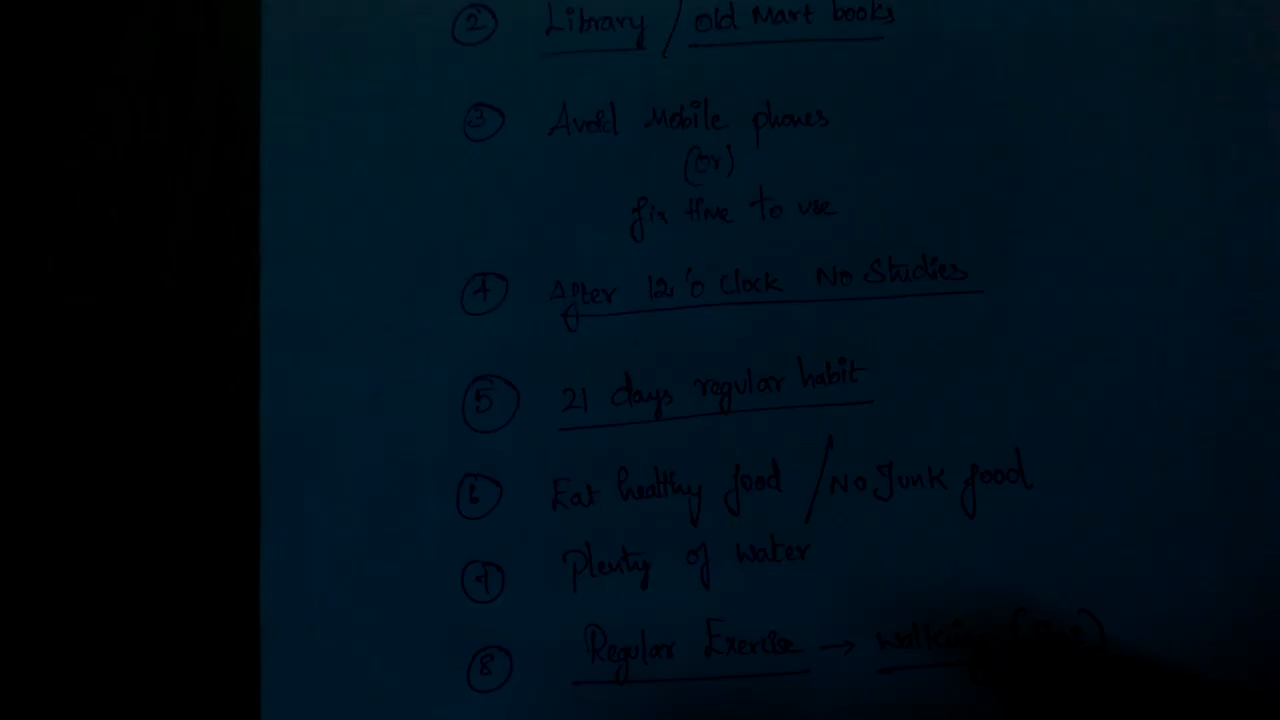 ② Library / old Mart books
③ Avoid Mobile phones
(or)
fix time to use
④ After 12 'o clock No Studies
⑤ 21 days regular habit
⑥ Eat healthy food / No Junk food
⑦ Plenty of water
⑧ Regular Exercise → walking